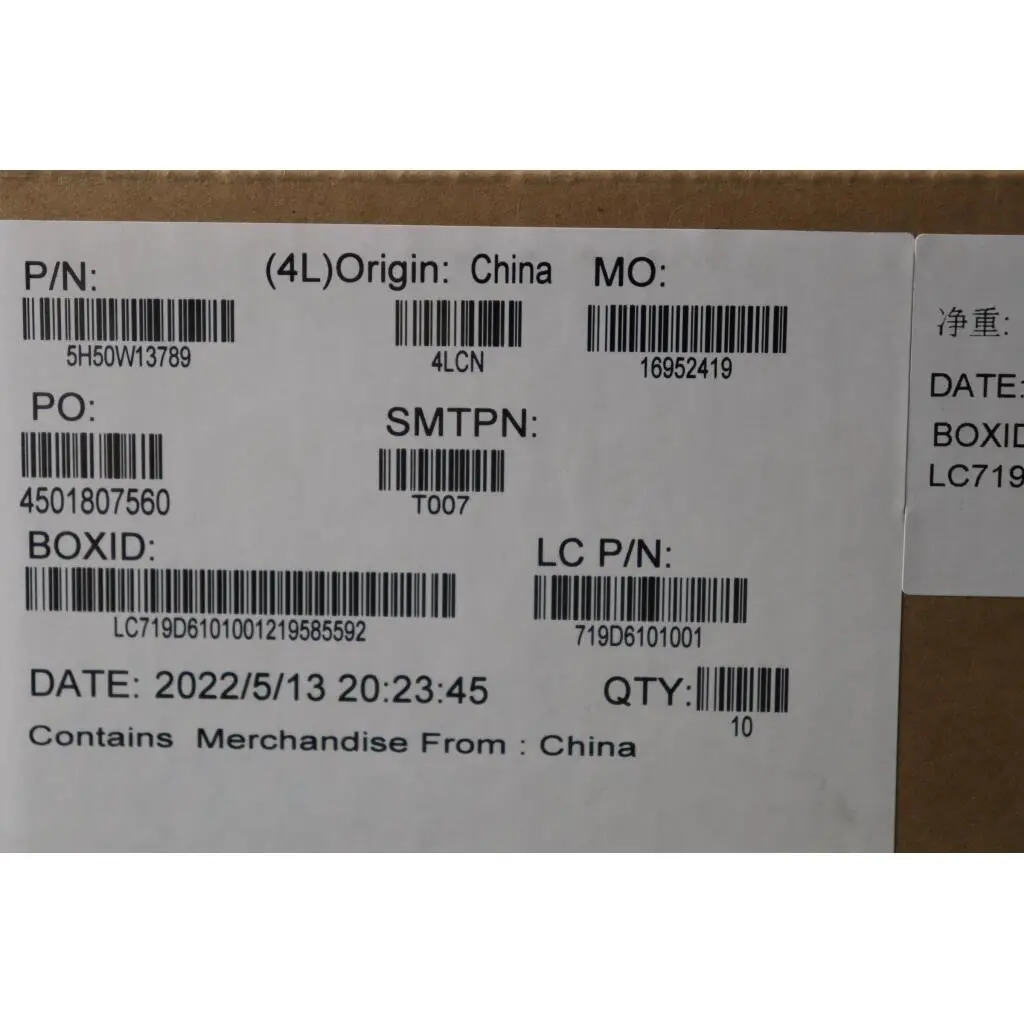 P/N:
(4L)Origin: China
MO:
5H50W13789
4LCN
16952419
PO:
SMTPN:
4501807560
T007
BOXID:
LC P/N:
LC719D6101001219585592
719D6101001
DATE: 2022/5/13 20:23:45
QTY:
10
Contains Merchandise From : China
净重:
DATE:
BOXID
LC719